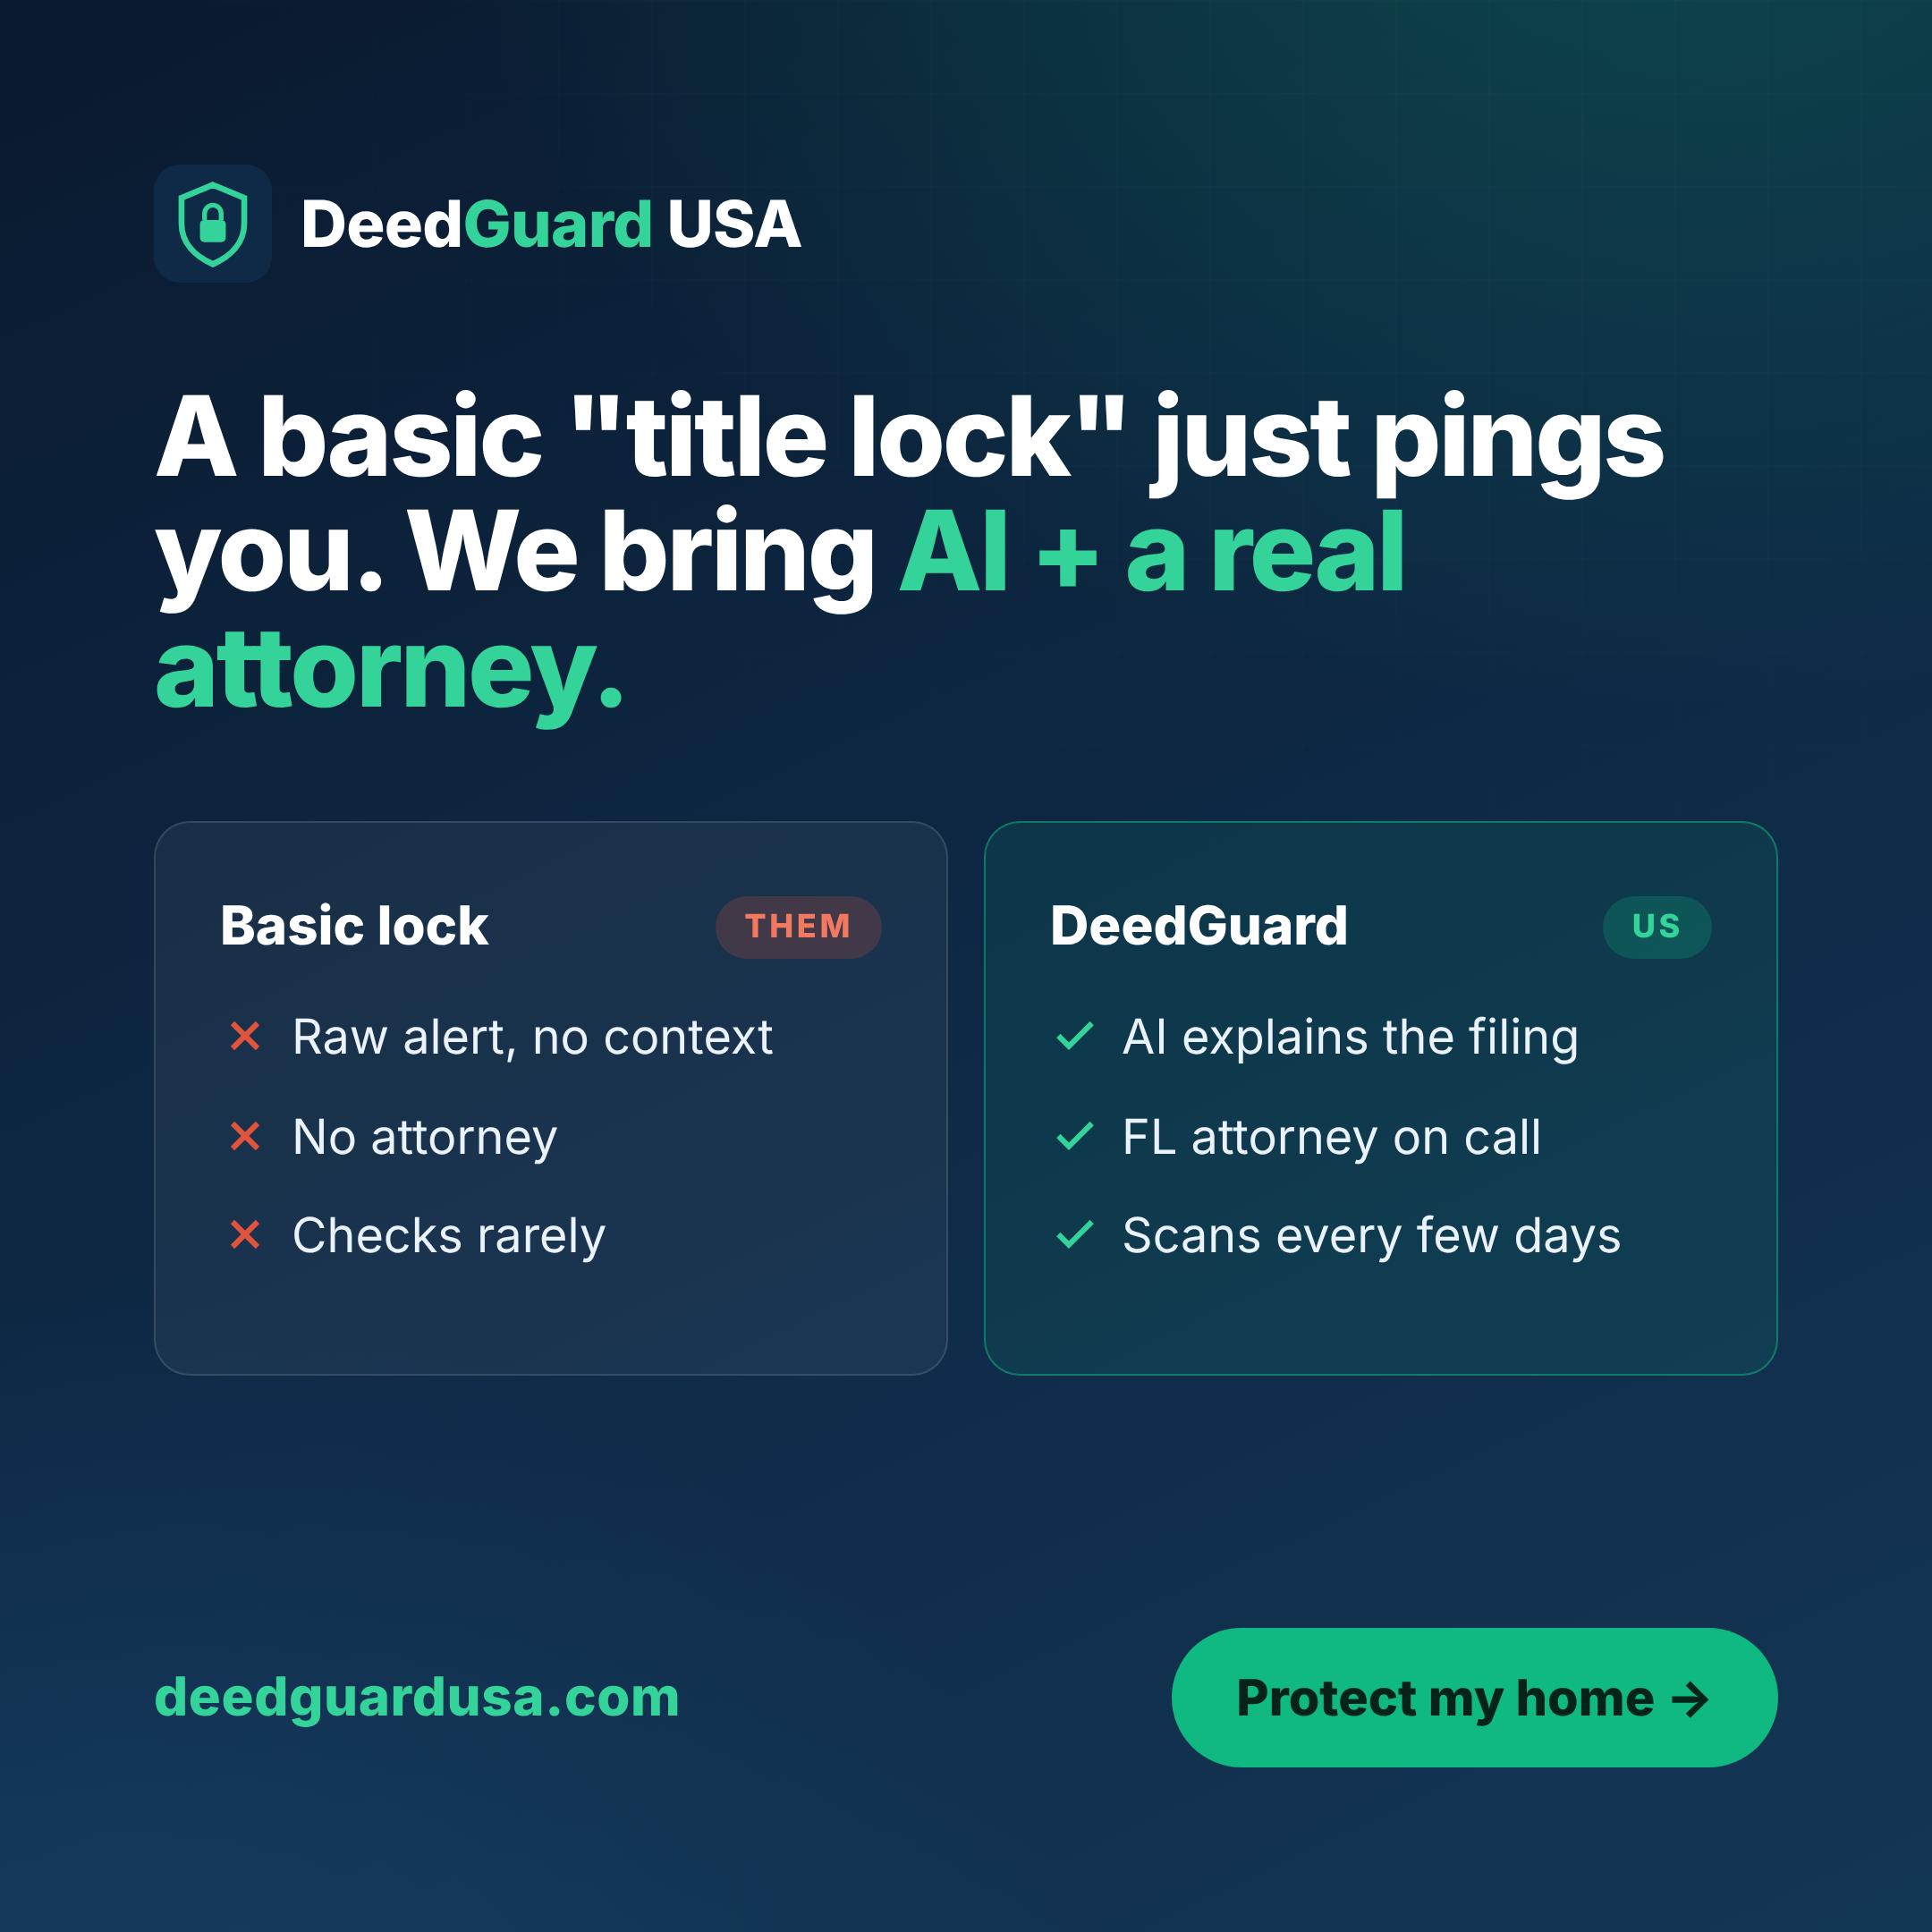 DeedGuard USA
A basic "title lock" just pings
you. We bring AI + a real
attorney.
Basic lock
THEM
Raw alert, no context
No attorney
Checks rarely
DeedGuard
US
AI explains the filing
FL attorney on call
Scans every few days
deedguardusa.com
Protect my home →